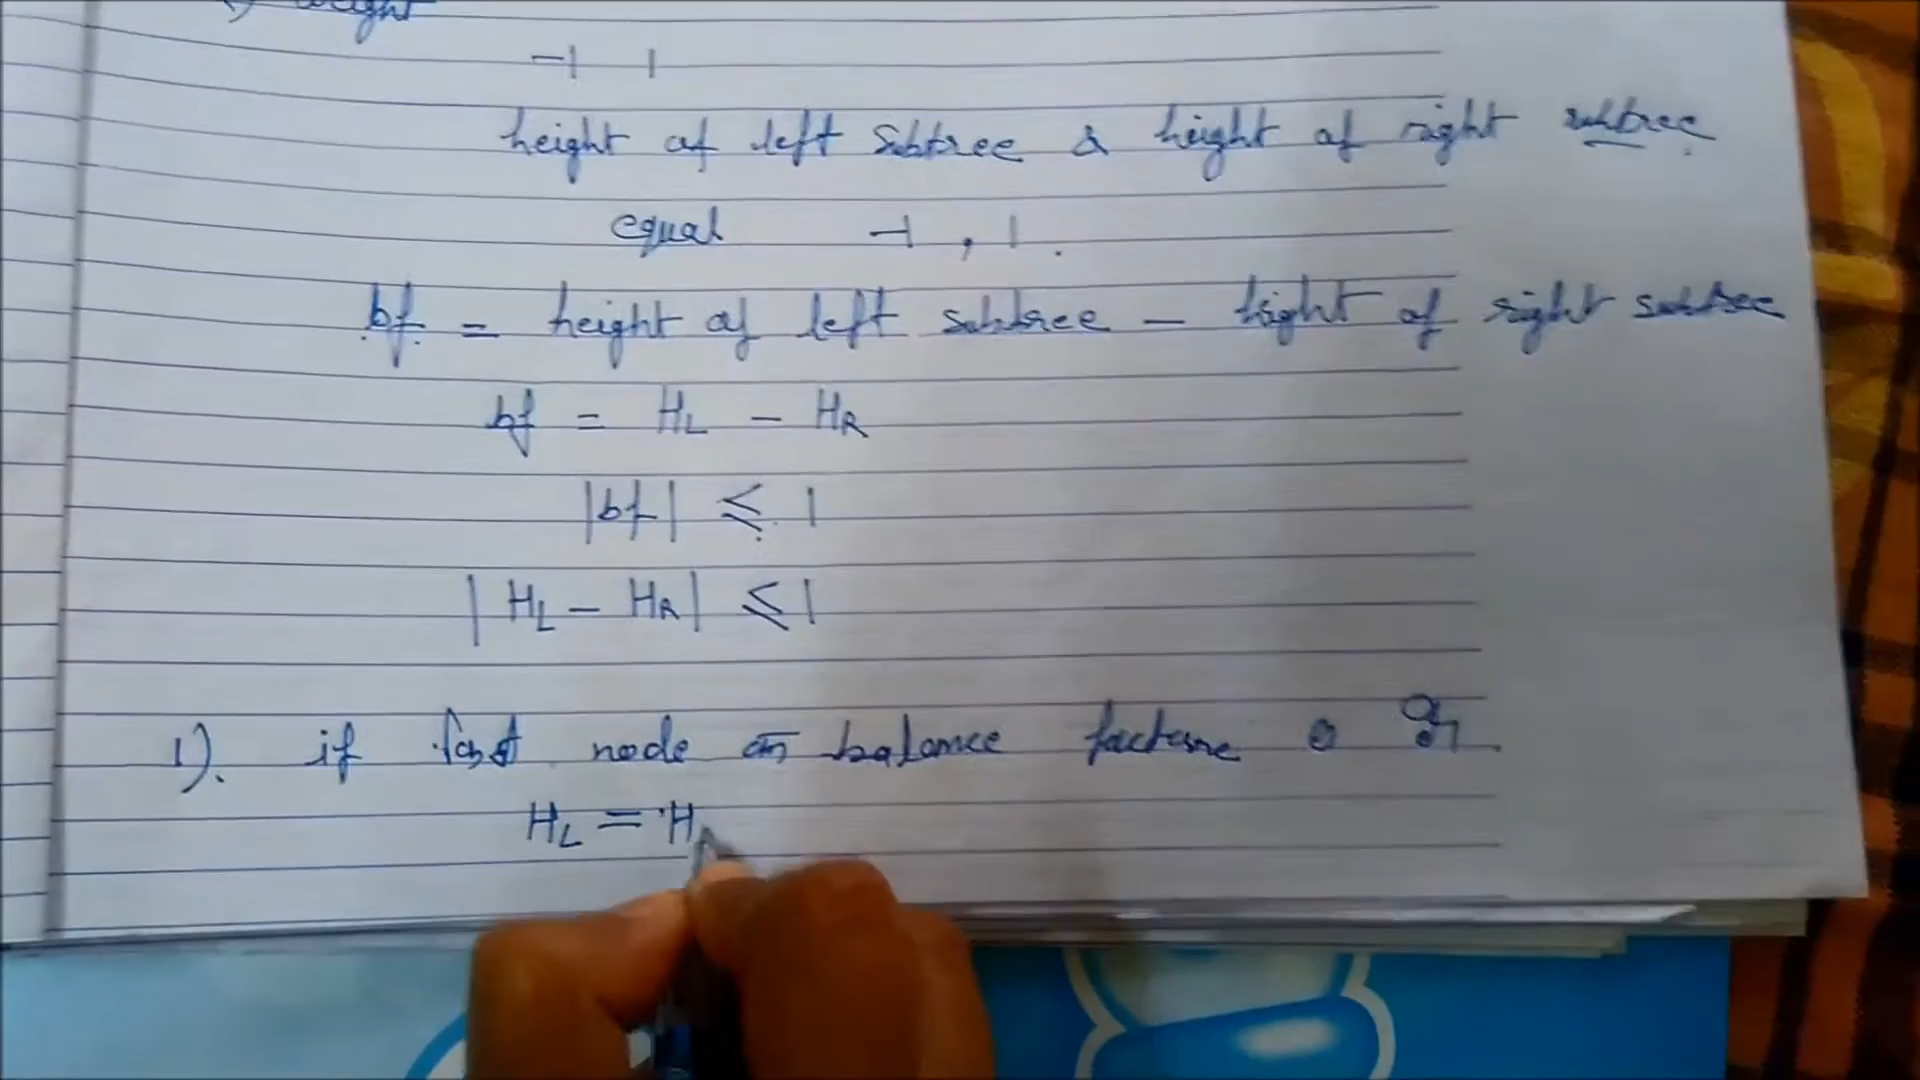 -1 1
height of left subtree & height of right subtree.
equal -1 , 1.
bf = height of left subtree - height of right subtree
bf = HL - HR
|bf| ≤ 1
|HL - HR| ≤ 1
1). if node का balance factore 0 है.
HL = H